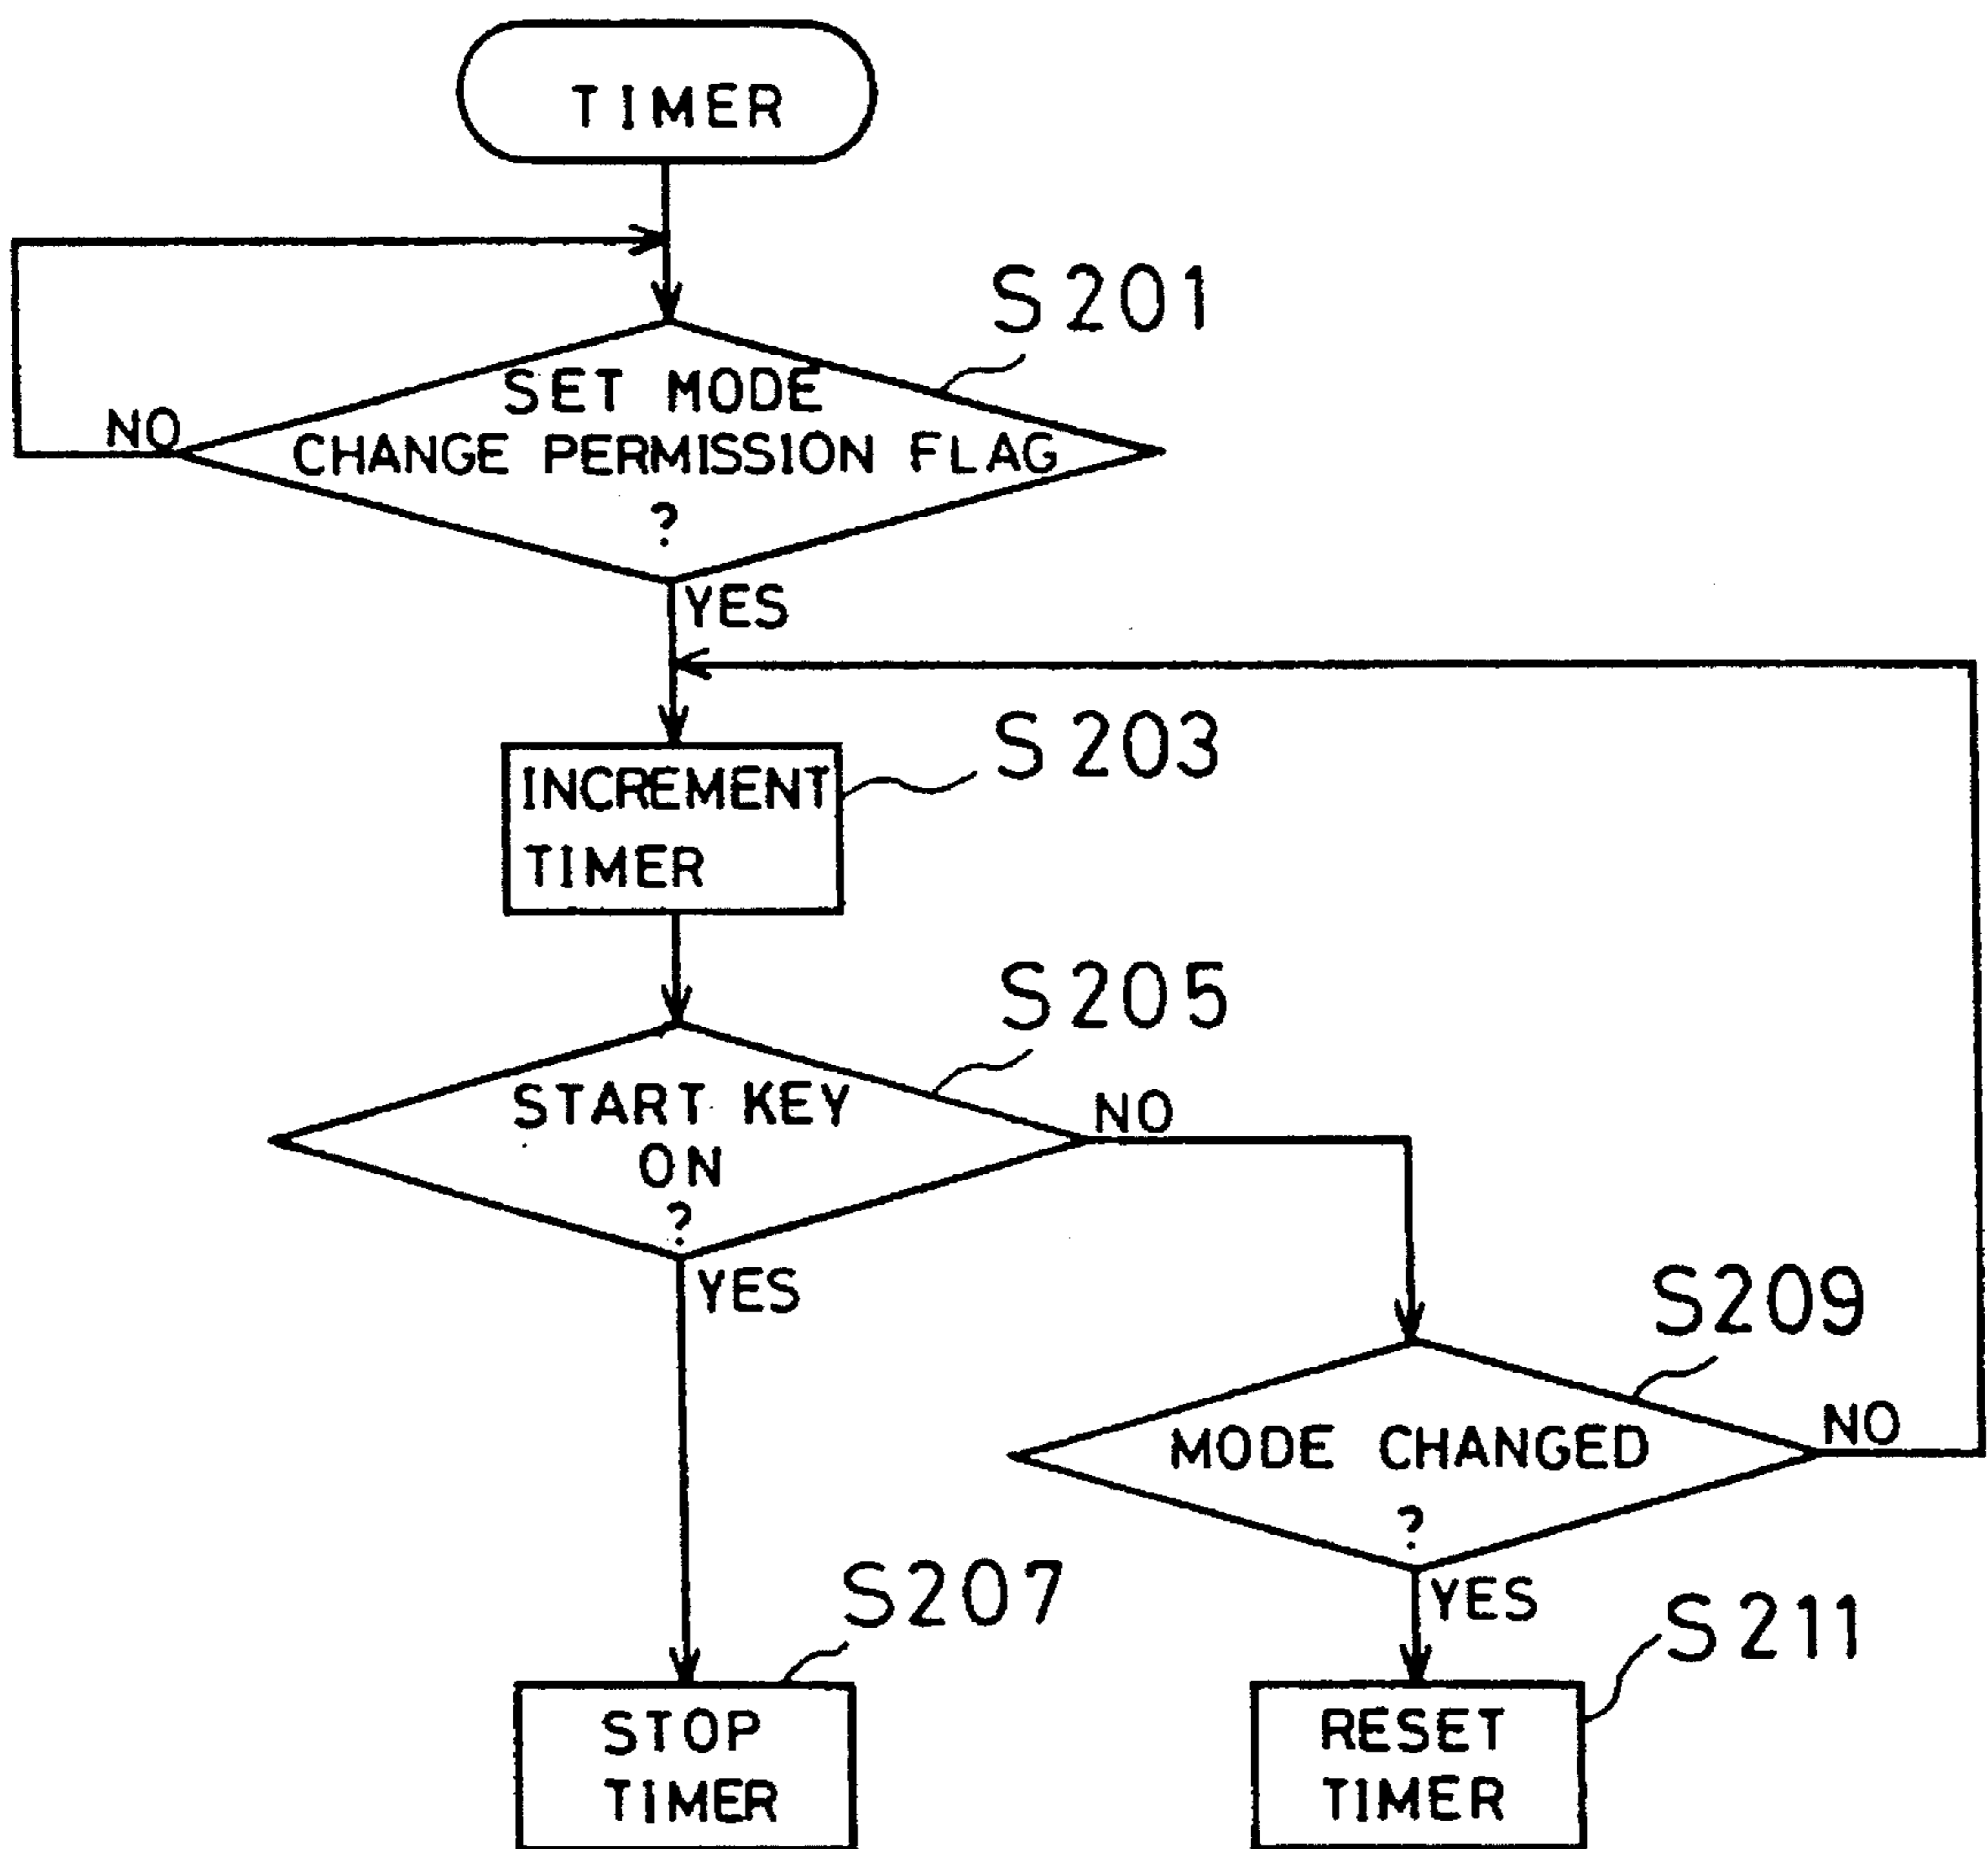 TIMER
S201
SET MODE
CHANGE PERMISSION FLAG
?
NO
YES
S203
INCREMENT
TIMER
S205
START KEY
ON
?
NO
YES
S209
MODE CHANGED
?
NO
YES
S207
STOP
TIMER
S211
RESET
TIMER